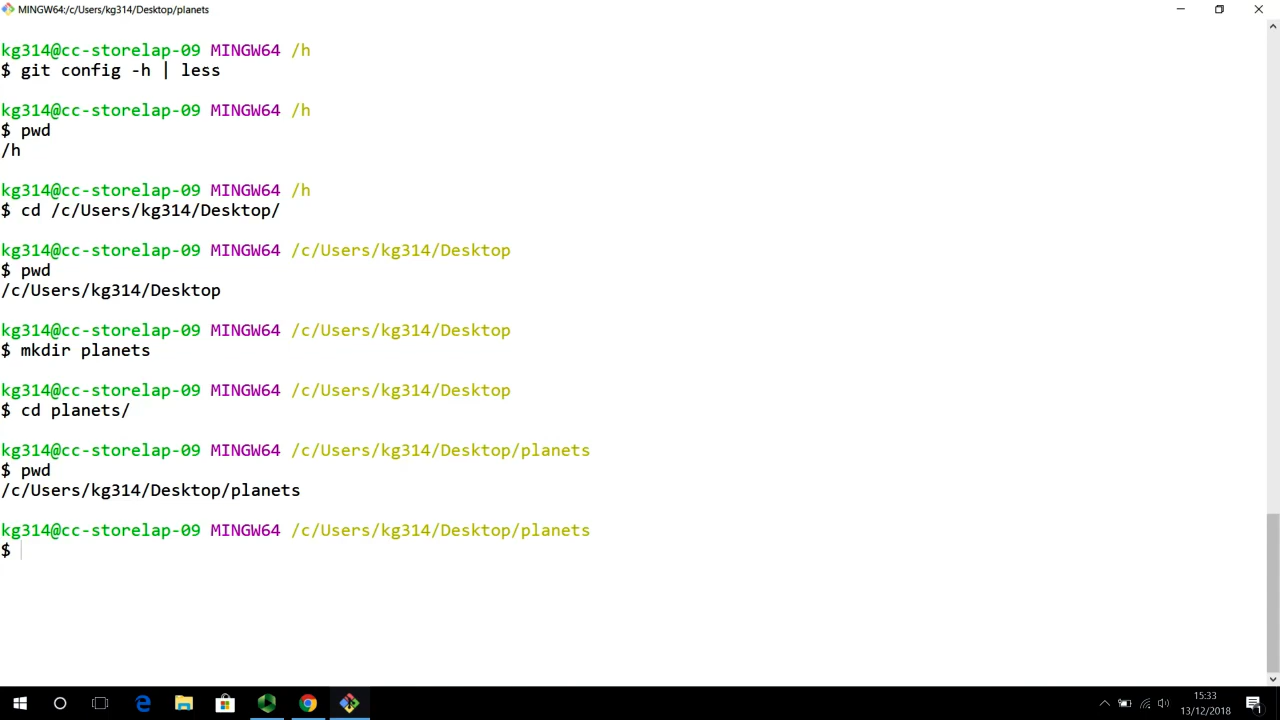 MINGW64:/c/Users/kg314/Desktop/planets
kg314@cc-storelap-09 MINGW64 /h
$ git config -h | less
kg314@cc-storelap-09 MINGW64 /h
$ pwd
/h
kg314@cc-storelap-09 MINGW64 /h
$ cd /c/Users/kg314/Desktop/
kg314@cc-storelap-09 MINGW64 /c/Users/kg314/Desktop
$ pwd
/c/Users/kg314/Desktop
kg314@cc-storelap-09 MINGW64 /c/Users/kg314/Desktop
$ mkdir planets
kg314@cc-storelap-09 MINGW64 /c/Users/kg314/Desktop
$ cd planets/
kg314@cc-storelap-09 MINGW64 /c/Users/kg314/Desktop/planets
$ pwd
/c/Users/kg314/Desktop/planets
kg314@cc-storelap-09 MINGW64 /c/Users/kg314/Desktop/planets
$
15:33
13/12/2018
1